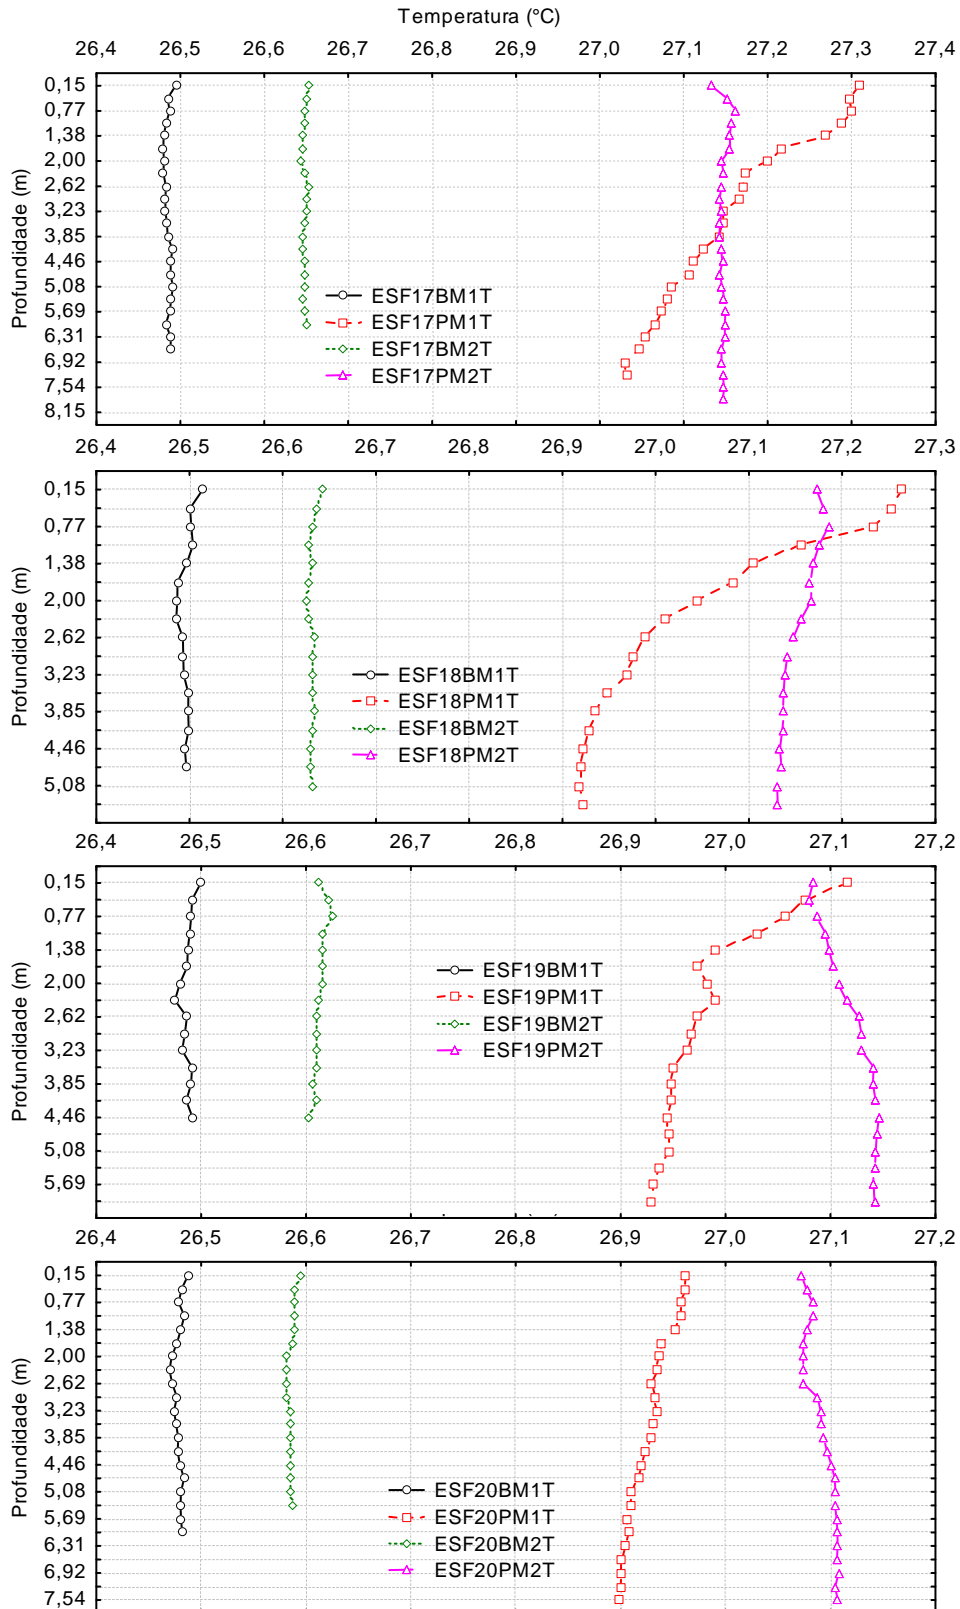 Temperatura (°C)
26,4 26,5 26,6 26,7 26,8 26,9 27,0 27,1 27,2 27,3 27,4
0,15
0,77
1,38
2,00
2,62
3,23
3,85
4,46
5,08
5,69
6,31
6,92
7,54
8,15
Profundidade (m)
ESF17BM1T
ESF17PM1T
ESF17BM2T
ESF17PM2T
26,4 26,5 26,6 26,7 26,8 26,9 27,0 27,1 27,2 27,3
0,15
0,77
1,38
2,00
2,62
3,23
3,85
4,46
5,08
Profundidade (m)
ESF18BM1T
ESF18PM1T
ESF18BM2T
ESF18PM2T
26,4 26,5 26,6 26,7 26,8 26,9 27,0 27,1 27,2
0,15
0,77
1,38
2,00
2,62
3,23
3,85
4,46
5,08
5,69
Profundidade (m)
ESF19BM1T
ESF19PM1T
ESF19BM2T
ESF19PM2T
26,4 26,5 26,6 26,7 26,8 26,9 27,0 27,1 27,2
0,15
0,77
1,38
2,00
2,62
3,23
3,85
4,46
5,08
5,69
6,31
6,92
7,54
Profundidade (m)
ESF20BM1T
ESF20PM1T
ESF20BM2T
ESF20PM2T